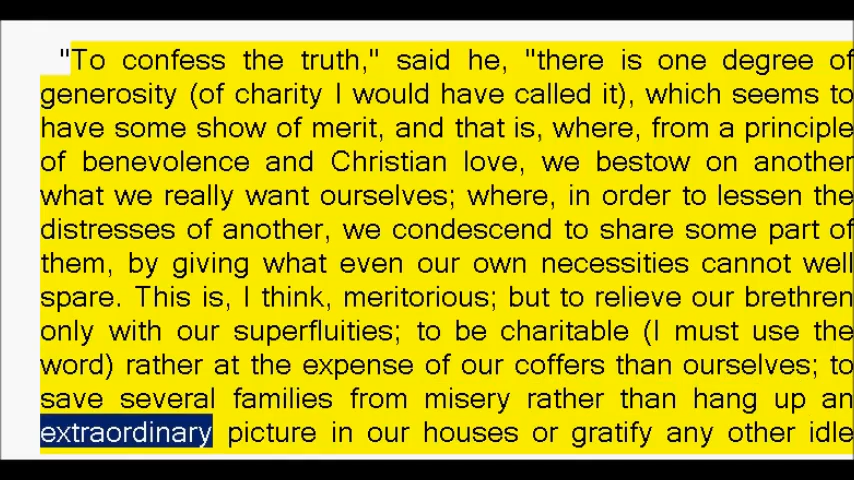 "To confess the truth," said he, "there is one degree of
generosity (of charity I would have called it), which seems to
have some show of merit, and that is, where, from a principle
of benevolence and Christian love, we bestow on another
what we really want ourselves; where, in order to lessen the
distresses of another, we condescend to share some part of
them, by giving what even our own necessities cannot well
spare. This is, I think, meritorious; but to relieve our brethren
only with our superfluities; to be charitable (I must use the
word) rather at the expense of our coffers than ourselves; to
save several families from misery rather than hang up an
extraordinary picture in our houses or gratify any other idle